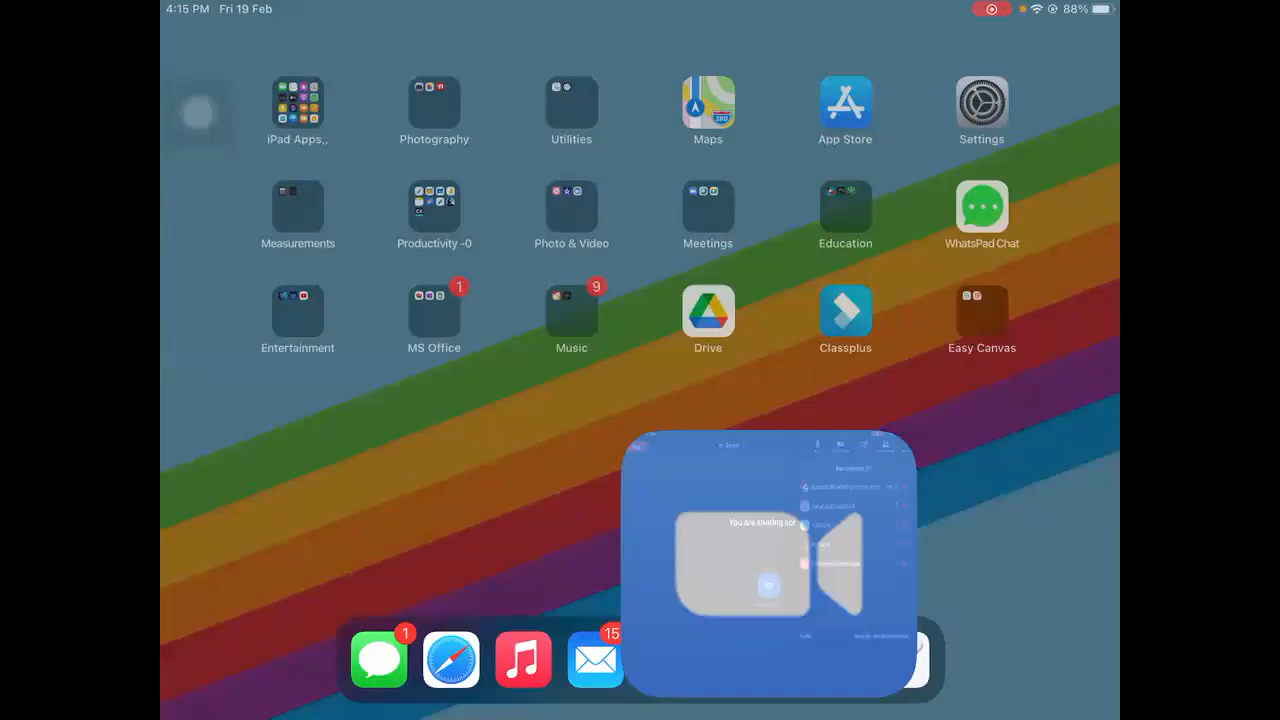 4:15 PM Fri 19 Feb
88%
iPad Apps,,
Photography
Utilities
Maps
App Store
Settings
280
Measurements
Productivity -0
Photo & Video
Meetings
Education
WhatsPad Chat
1
9
Entertainment
MS Office
Music
Drive
Classplus
Easy Canvas
You are sharing scr
1
15